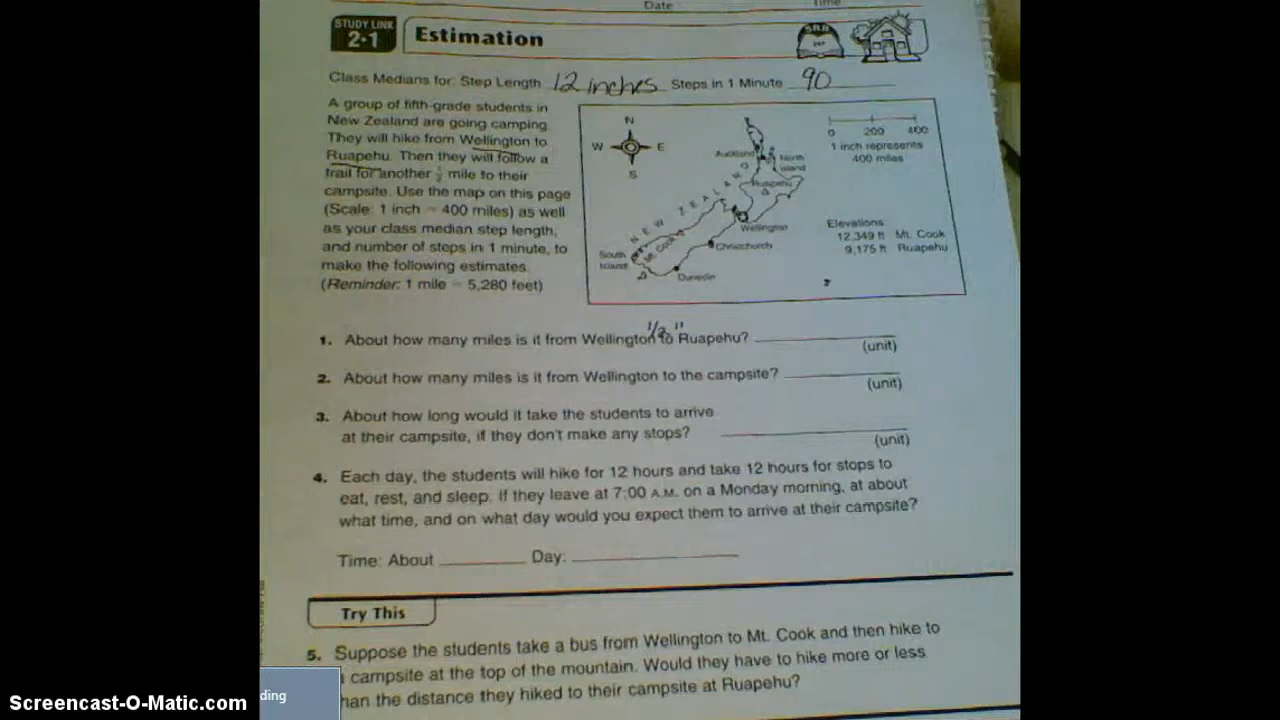 Date
Time
STUDY LINK
2·1
Estimation
SRB
Class Medians for: Step Length 12 inches Steps in 1 Minute 90
A group of fifth-grade students in
New Zealand are going camping.
They will hike from Wellington to
Ruapehu. Then they will follow a
trail for another 1/2 mile to their
campsite. Use the map on this page
(Scale: 1 inch = 400 miles) as well
as your class median step length,
and number of steps in 1 minute, to
make the following estimates.
(Reminder: 1 mile = 5,280 feet)
N
W E
S
0 200 400
1 inch represents
400 miles
Auckland
North
Island
Ruapehu
NEW ZEALAND
Wellington
Mt. Cook
Christchurch
South
Island
Dunedin
Elevations:
12,349 ft Mt. Cook
9,175 ft Ruapehu
1/2"
1. About how many miles is it from Wellington to Ruapehu?
(unit)
2. About how many miles is it from Wellington to the campsite?
(unit)
3. About how long would it take the students to arrive
at their campsite, if they don't make any stops?
(unit)
4. Each day, the students will hike for 12 hours and take 12 hours for stops to
eat, rest, and sleep. If they leave at 7:00 A.M. on a Monday morning, at about
what time, and on what day would you expect them to arrive at their campsite?
Time: About Day:
Try This
5. Suppose the students take a bus from Wellington to Mt. Cook and then hike to
campsite at the top of the mountain. Would they have to hike more or less
han the distance they hiked to their campsite at Ruapehu?
ding
Screencast-O-Matic.com